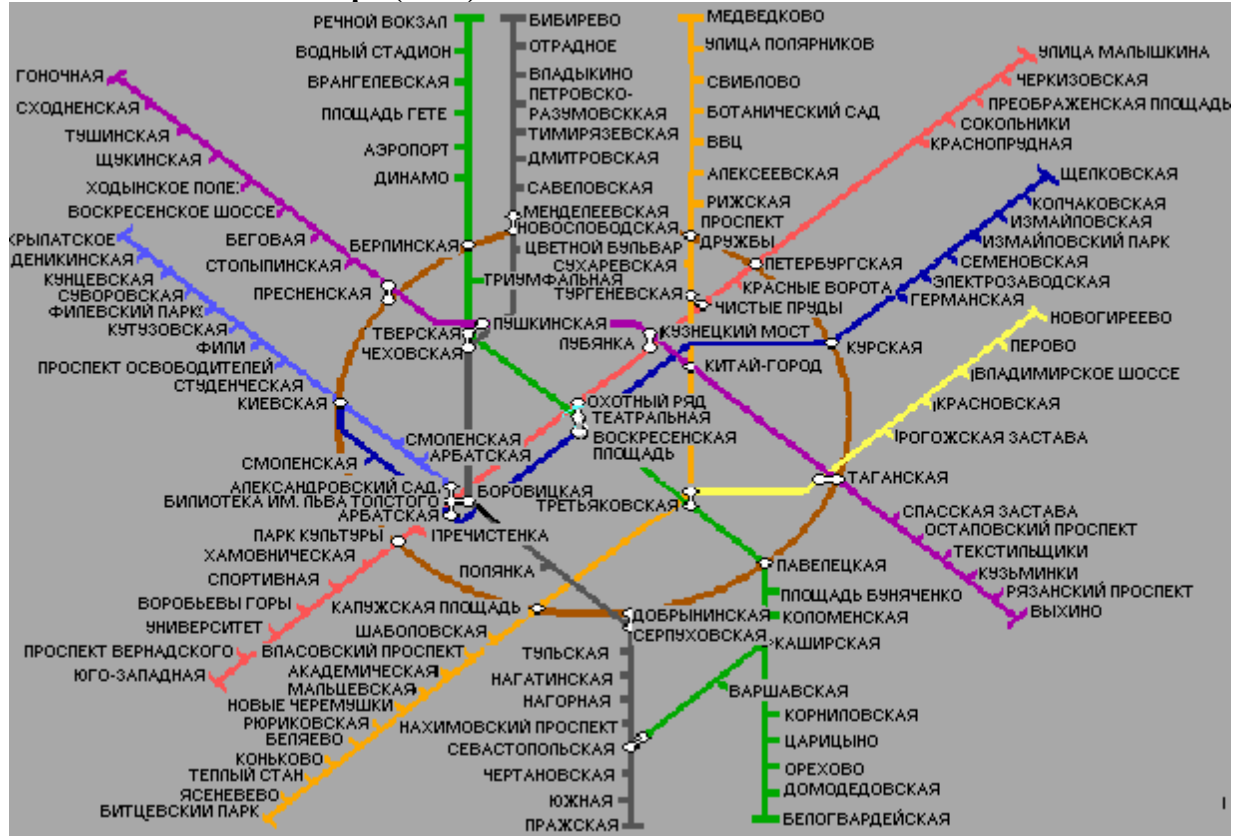 РЕЧНОЙ ВОКЗАЛ
ВОДНЫЙ СТАДИОН
ВРАНГЕЛЕВСКАЯ
ПЛОЩАДЬ ГЕТЕ
АЭРОПОРТ
ДИНАМО
БЕРЛИНСКАЯ
ТРИУМФАЛЬНАЯ
ТВЕРСКАЯ
ЧЕХОВСКАЯ
БИБИРЕВО
ОТРАДНОЕ
ВЛАДЫКИНО
ПЕТРОВСКО-
РАЗУМОВСККАЯ
ТИМИРЯЗЕВСКАЯ
ДМИТРОВСКАЯ
САВЕЛОВСКАЯ
МЕНДЕЛЕЕВСКАЯ
НОВОСЛОБОДСКАЯ
ЦВЕТНОЙ БУЛЬВАР
МЕДВЕДКОВО
УЛИЦА ПОЛЯРНИКОВ
СВИБЛОВО
БОТАНИЧЕСКИЙ САД
ВВЦ
АЛЕКСЕЕВСКАЯ
РИЖСКАЯ
ПРОСПЕКТ
ДРУЖБЫ
СУХАРЕВСКАЯ
ТУРГЕНЕВСКАЯ
УЛИЦА МАЛЫШКИНА
ЧЕРКИЗОВСКАЯ
ПРЕОБРАЖЕНСКАЯ ПЛОЩАДЬ
СОКОЛЬНИКИ
КРАСНОПРУДНАЯ
ПЕТЕРБУРГСКАЯ
КРАСНЫЕ ВОРОТА
ЧИСТЫЕ ПРУДЫ
ГОНОЧНАЯ
СХОДНЕНСКАЯ
ТУШИНСКАЯ
ЩУКИНСКАЯ
ХОДЫНСКОЕ ПОЛЕ
ВОСКРЕСЕНСКОЕ ШОССЕ
БЕГОВАЯ
СТОЛЫПИНСКАЯ
ПРЕСНЕНСКАЯ
ПУШКИНСКАЯ
КУЗНЕЦКИЙ МОСТ
ЛУБЯНКА
КИТАЙ-ГОРОД
ЩЕЛКОВСКАЯ
КОЛЧАКОВСКАЯ
ИЗМАЙЛОВСКАЯ
ИЗМАЙЛОВСКИЙ ПАРК
СЕМЕНОВСКАЯ
ЭЛЕКТРОЗАВОДСКАЯ
ГЕРМАНСКАЯ
КУРСКАЯ
НОВОГИРЕЕВО
ПЕРОВО
ВЛАДИМИРСКОЕ ШОССЕ
КРАСНОВСКАЯ
РОГОЖСКАЯ ЗАСТАВА
ТАГАНСКАЯ
КРЫЛАТСКОЕ
ДЕНИКИНСКАЯ
КУНЦЕВСКАЯ
СУВОРОВСКАЯ
ФИЛЕВСКИЙ ПАРК
КУТУЗОВСКАЯ
ФИЛИ
ПРОСПЕКТ ОСВОБОДИТЕЛЕЙ
СТУДЕНЧЕСКАЯ
КИЕВСКАЯ
СМОЛЕНСКАЯ
АРБАТСКАЯ
СМОЛЕНСКАЯ
АЛЕКСАНДРОВСКИЙ САД
БИЛИОТЕКА ИМ. ЛЬВА ТОЛСТОГО
АРБАТСКАЯ
БОРОВИЦКАЯ
ОХОТНЫЙ РЯД
ТЕАТРАЛЬНАЯ
ВОСКРЕСЕНСКАЯ
ПЛОЩАДЬ
ТРЕТЬЯКОВСКАЯ
СПАССКАЯ ЗАСТАВА
ОСТАПОВСКИЙ ПРОСПЕКТ
ТЕКСТИЛЬЩИКИ
КУЗЬМИНКИ
РЯЗАНСКИЙ ПРОСПЕКТ
ВЫХИНО
ПАРК КУЛЬТУРЫ
ПРЕЧИСТЕНКА
ХАМОВНИЧЕСКАЯ
СПОРТИВНАЯ
ВОРОБЬЕВЫ ГОРЫ
УНИВЕРСИТЕТ
ПРОСПЕКТ ВЕРНАДСКОГО
ЮГО-ЗАПАДНАЯ
ПОЛЯНКА
КАПУЖСКАЯ ПЛОЩАДЬ
ШАБОЛОВСКАЯ
ВЛАСОВСКИЙ ПРОСПЕКТ
АКАДЕМИЧЕСКАЯ
МАЛЬЦЕВСКАЯ
НОВЫЕ ЧЕРЕМУШКИ
РЮРИКОВСКАЯ
БЕЛЯЕВО
КОНЬКОВО
ТЕПЛЫЙ СТАН
ЯСЕНЕВЕВО
БИТЦЕВСКИЙ ПАРК
ДОБРЫНИНСКАЯ
СЕРПУХОВСКАЯ
ТУЛЬСКАЯ
НАГАТИНСКАЯ
НАГОРНАЯ
НАХИМОВСКИЙ ПРОСПЕКТ
СЕВАСТОПОЛЬСКАЯ
ЧЕРТАНОВСКАЯ
ЮЖНАЯ
ПРАЖСКАЯ
ПАВЕЛЕЦКАЯ
ПЛОЩАДЬ БУНЯЧЕНКО
КОЛОМЕНСКАЯ
КАШИРСКАЯ
ВАРШАВСКАЯ
КОРНИЛОВСКАЯ
ЦАРИЦЫНО
ОРЕХОВО
ДОМОДЕДОВСКАЯ
БЕЛОГВАРДЕЙСКАЯ